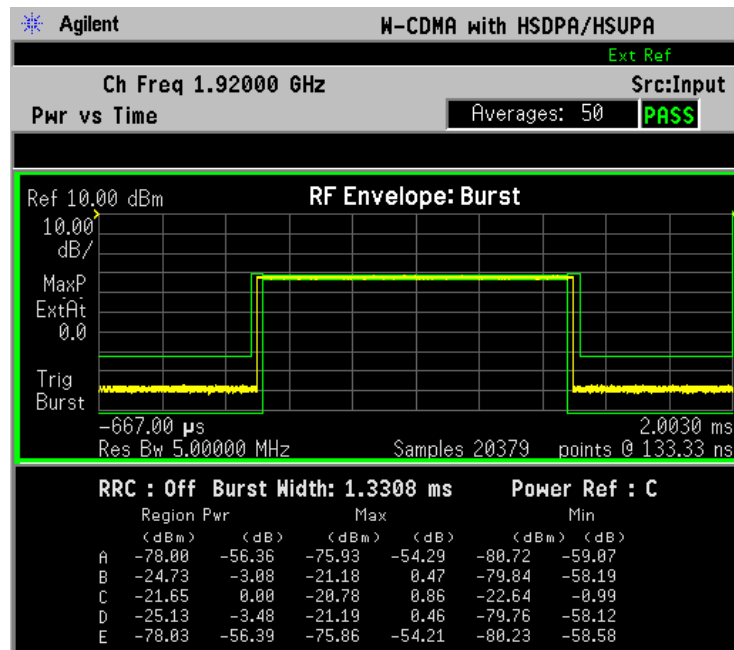 Agilent W-CDMA with HSDPA/HSUPA
Ext Ref
Ch Freq 1.92000 GHz Src:Input
Pwr vs Time Averages: 50 PASS
Ref 10.00 dBm RF Envelope: Burst
10.00
dB/
MaxP
ExtAt
0.0
Trig
Burst
-667.00 µs 2.0030 ms
Res Bw 5.00000 MHz Samples 20379 points @ 133.33 ns
RRC : Off Burst Width: 1.3308 ms Power Ref : C
Region Pwr Max Min
(dBm) (dB) (dBm) (dB) (dBm) (dB)
A -78.00 -56.36 -75.93 -54.29 -80.72 -59.07
B -24.73 -3.08 -21.18 0.47 -79.84 -58.19
C -21.65 0.00 -20.78 0.86 -22.64 -0.99
D -25.13 -3.48 -21.19 0.46 -79.76 -58.12
E -78.03 -56.39 -75.86 -54.21 -80.23 -58.58